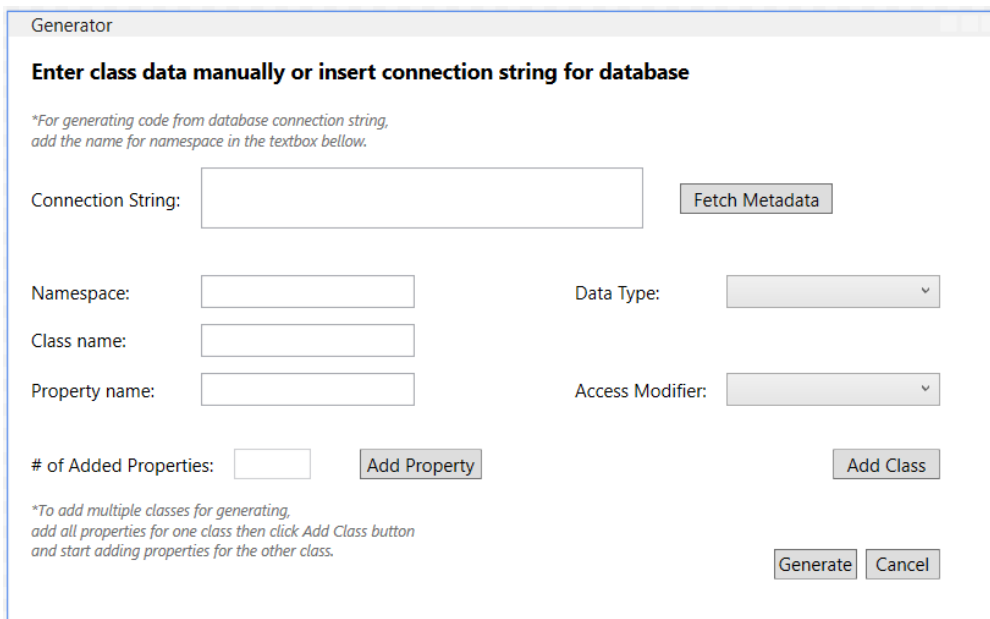 Generator
Enter class data manually or insert connection string for database
*For generating code from database connection string,
add the name for namespace in the textbox bellow.
Connection String:
Fetch Metadata
Namespace:
Data Type:
Class name:
Property name:
Access Modifier:
# of Added Properties:
Add Property
Add Class
*To add multiple classes for generating,
add all properties for one class then click Add Class button
and start adding properties for the other class.
Generate
Cancel